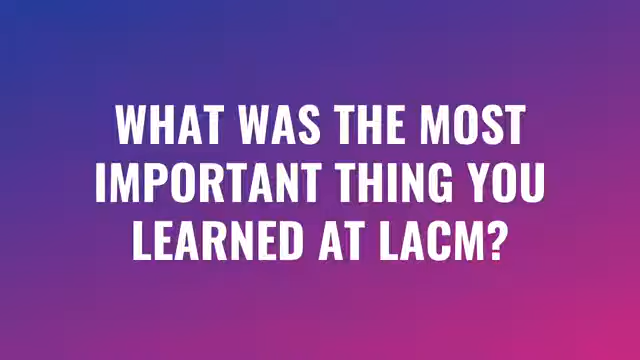 WHAT WAS THE MOST
IMPORTANT THING YOU
LEARNED AT LACM?